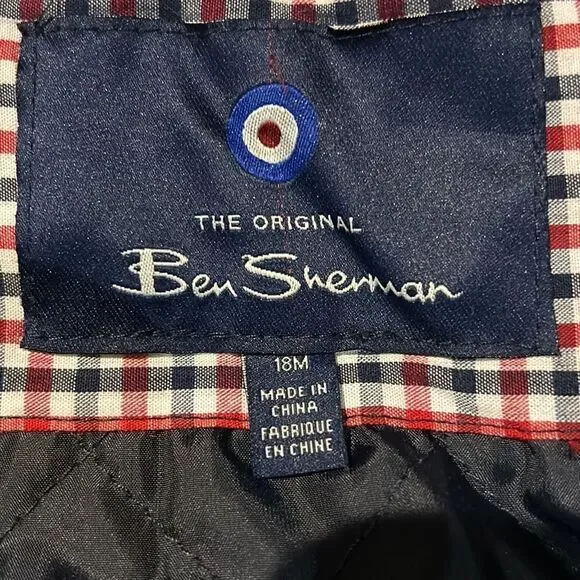 THE ORIGINAL
Ben Sherman
18M
MADE IN
CHINA
FABRIQUE
EN CHINE